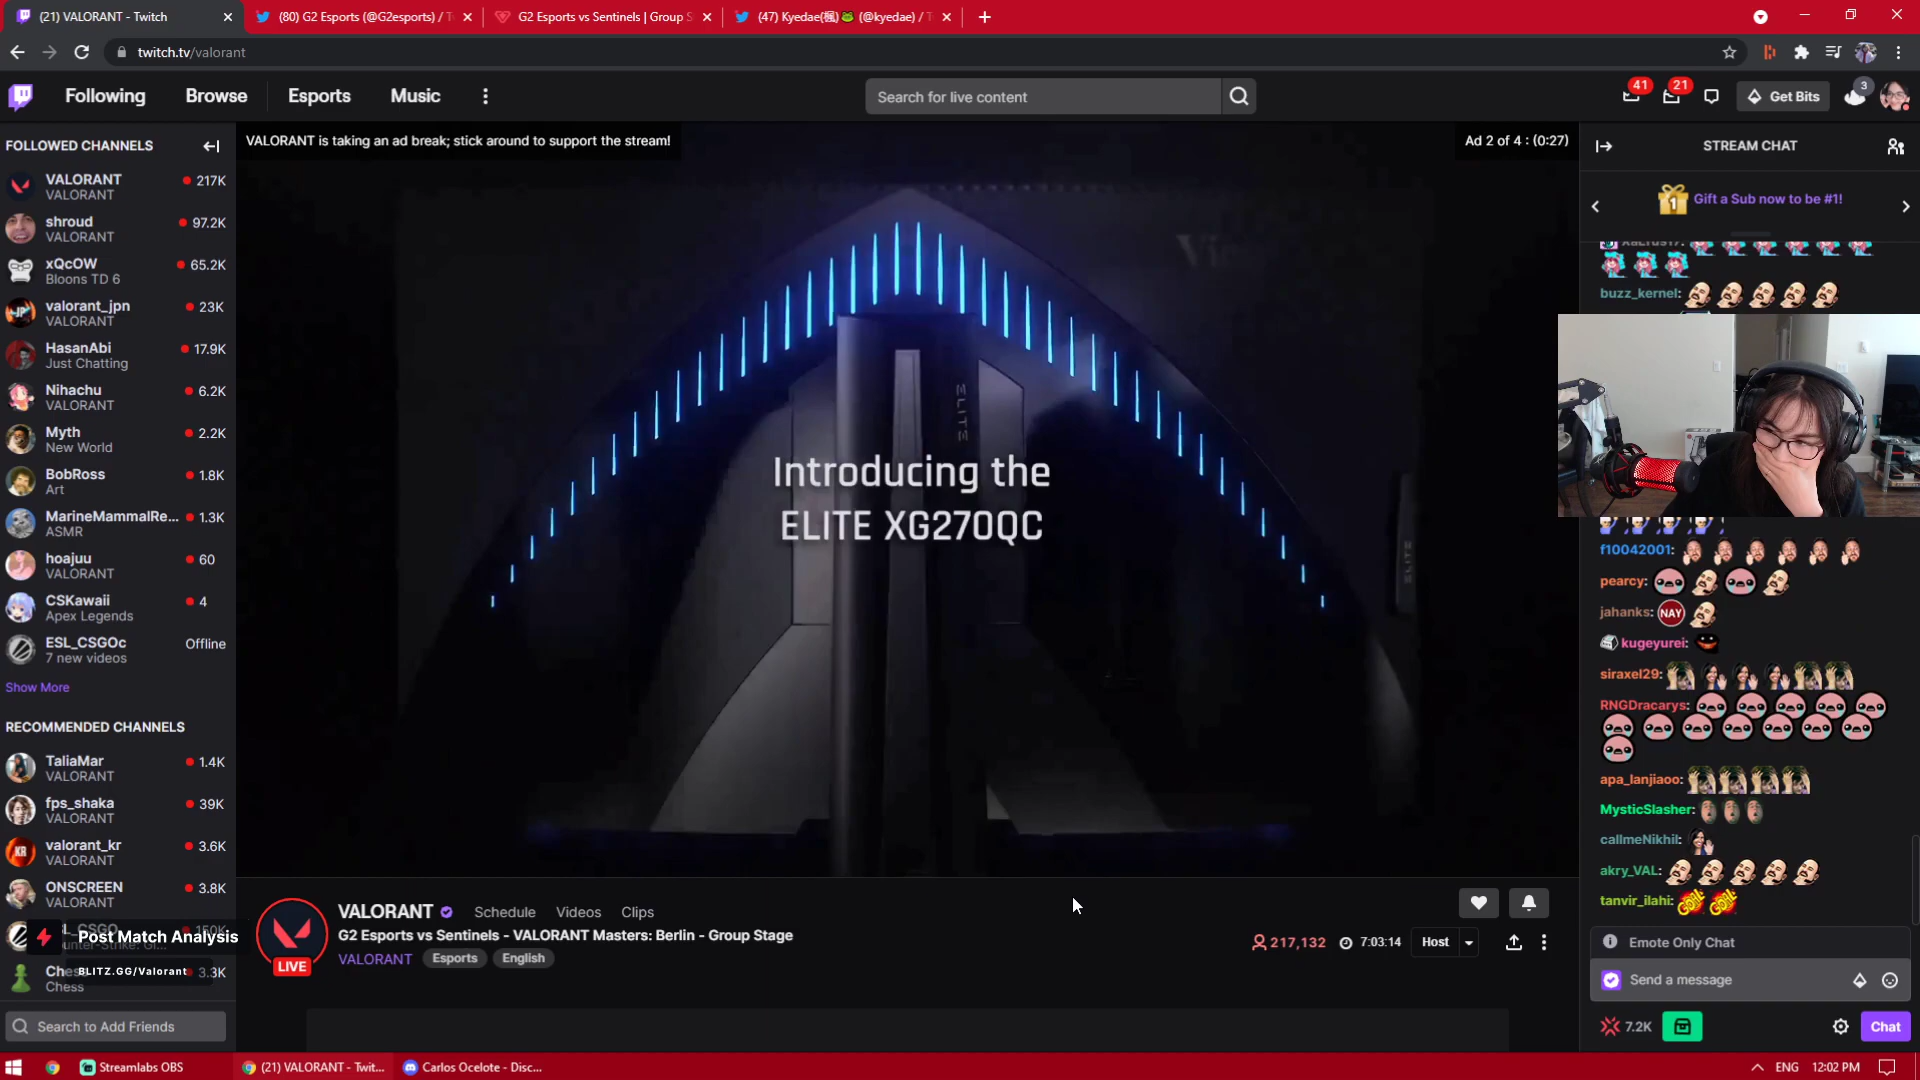 (21) VALORANT - Twitch
(80) G2 Esports (@G2esports) / T
G2 Esports vs Sentinels | Group S
(47) Kyedae(楓)🐸 (@kyedae) / T
twitch.tv/valorant
Following
Browse
Esports
Music
Search for live content
41
21
Get Bits
3
FOLLOWED CHANNELS
VALORANT
217K
VALORANT
shroud
97.2K
VALORANT
xQcOW
65.2K
Bloons TD 6
valorant_jpn
23K
VALORANT
HasanAbi
17.9K
Just Chatting
Nihachu
6.2K
VALORANT
Myth
2.2K
New World
BobRoss
1.8K
Art
MarineMammalRe...
1.3K
ASMR
hoajuu
60
VALORANT
CSKawaii
4
Apex Legends
ESL_CSGOc
Offline
7 new videos
Show More
RECOMMENDED CHANNELS
TaliaMar
1.4K
VALORANT
fps_shaka
39K
VALORANT
valorant_kr
3.6K
KR
VALORANT
ONSCREEN
3.8K
VALORANT
Post Match Analysis
BLITZ.GG/Valorant
3.3K
Chess
Search to Add Friends
VALORANT is taking an ad break; stick around to support the stream!
Ad 2 of 4 : (0:27)
ELITE
Introducing the
ELITE XG270QC
ELITE
LIVE
VALORANT
Schedule
Videos
Clips
G2 Esports vs Sentinels - VALORANT Masters: Berlin - Group Stage
VALORANT
Esports
English
217,132
7:03:14
Host
STREAM CHAT
1
Gift a Sub now to be #1!
buzz_kernel:
f10042001:
pearcy:
jahanks:
NAY
kugeyurei:
siraxel29:
RNGDracarys:
apa_lanjiaoo:
MysticSlasher:
callmeNikhil:
akry_VAL:
tanvir_ilahi:
Emote Only Chat
Send a message
7.2K
Chat
Streamlabs OBS
(21) VALORANT - Twit...
Carlos Ocelote - Disc...
ENG
12:02 PM